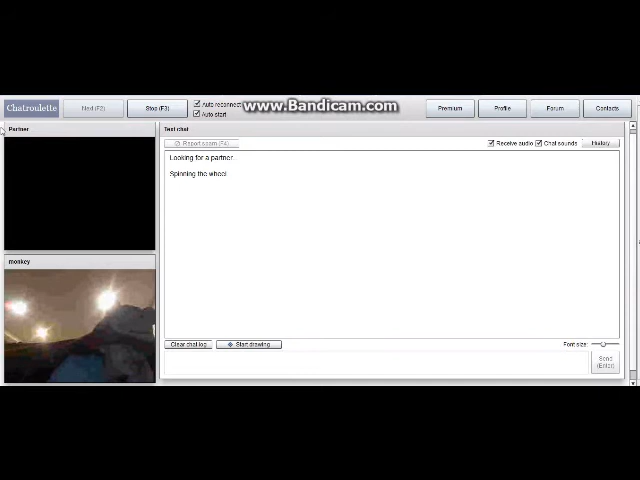 www.Bandicam.com
Chatroulette
Next (F2)
Stop (F3)
Auto reconnect
Auto start
Premium
Profile
Forum
Contacts
Partner
Text chat
Report spam (F4)
Receive audio
Chat sounds
History
Looking for a partner.
Spinning the wheel
monkey
Clear chat log
Start drawing
Font size:
Send
(Enter)